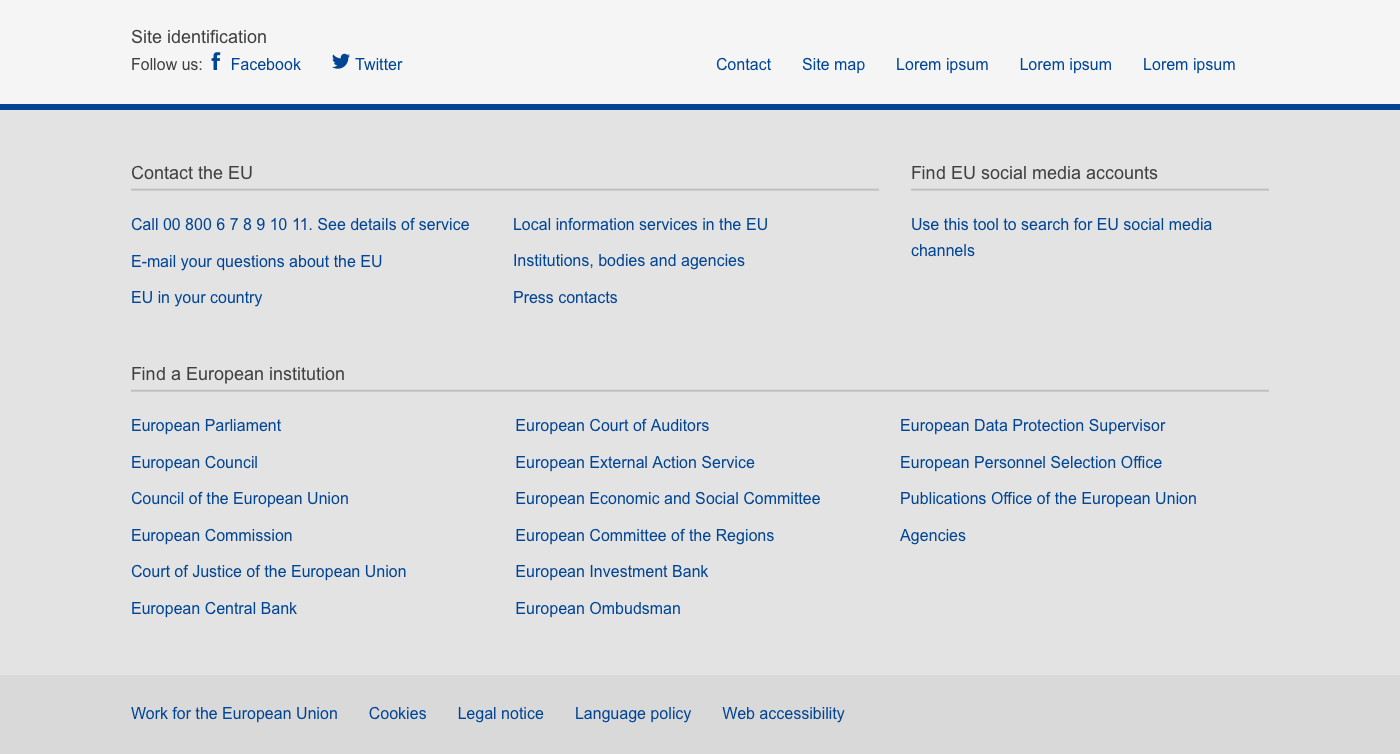 Site identification
Follow us: Facebook Twitter
Contact Site map Lorem ipsum Lorem ipsum Lorem ipsum
Contact the EU
Call 00 800 6 7 8 9 10 11. See details of service
E-mail your questions about the EU
EU in your country
Local information services in the EU
Institutions, bodies and agencies
Press contacts
Find EU social media accounts
Use this tool to search for EU social media
channels
Find a European institution
European Parliament
European Council
Council of the European Union
European Commission
Court of Justice of the European Union
European Central Bank
European Court of Auditors
European External Action Service
European Economic and Social Committee
European Committee of the Regions
European Investment Bank
European Ombudsman
European Data Protection Supervisor
European Personnel Selection Office
Publications Office of the European Union
Agencies
Work for the European Union Cookies Legal notice Language policy Web accessibility